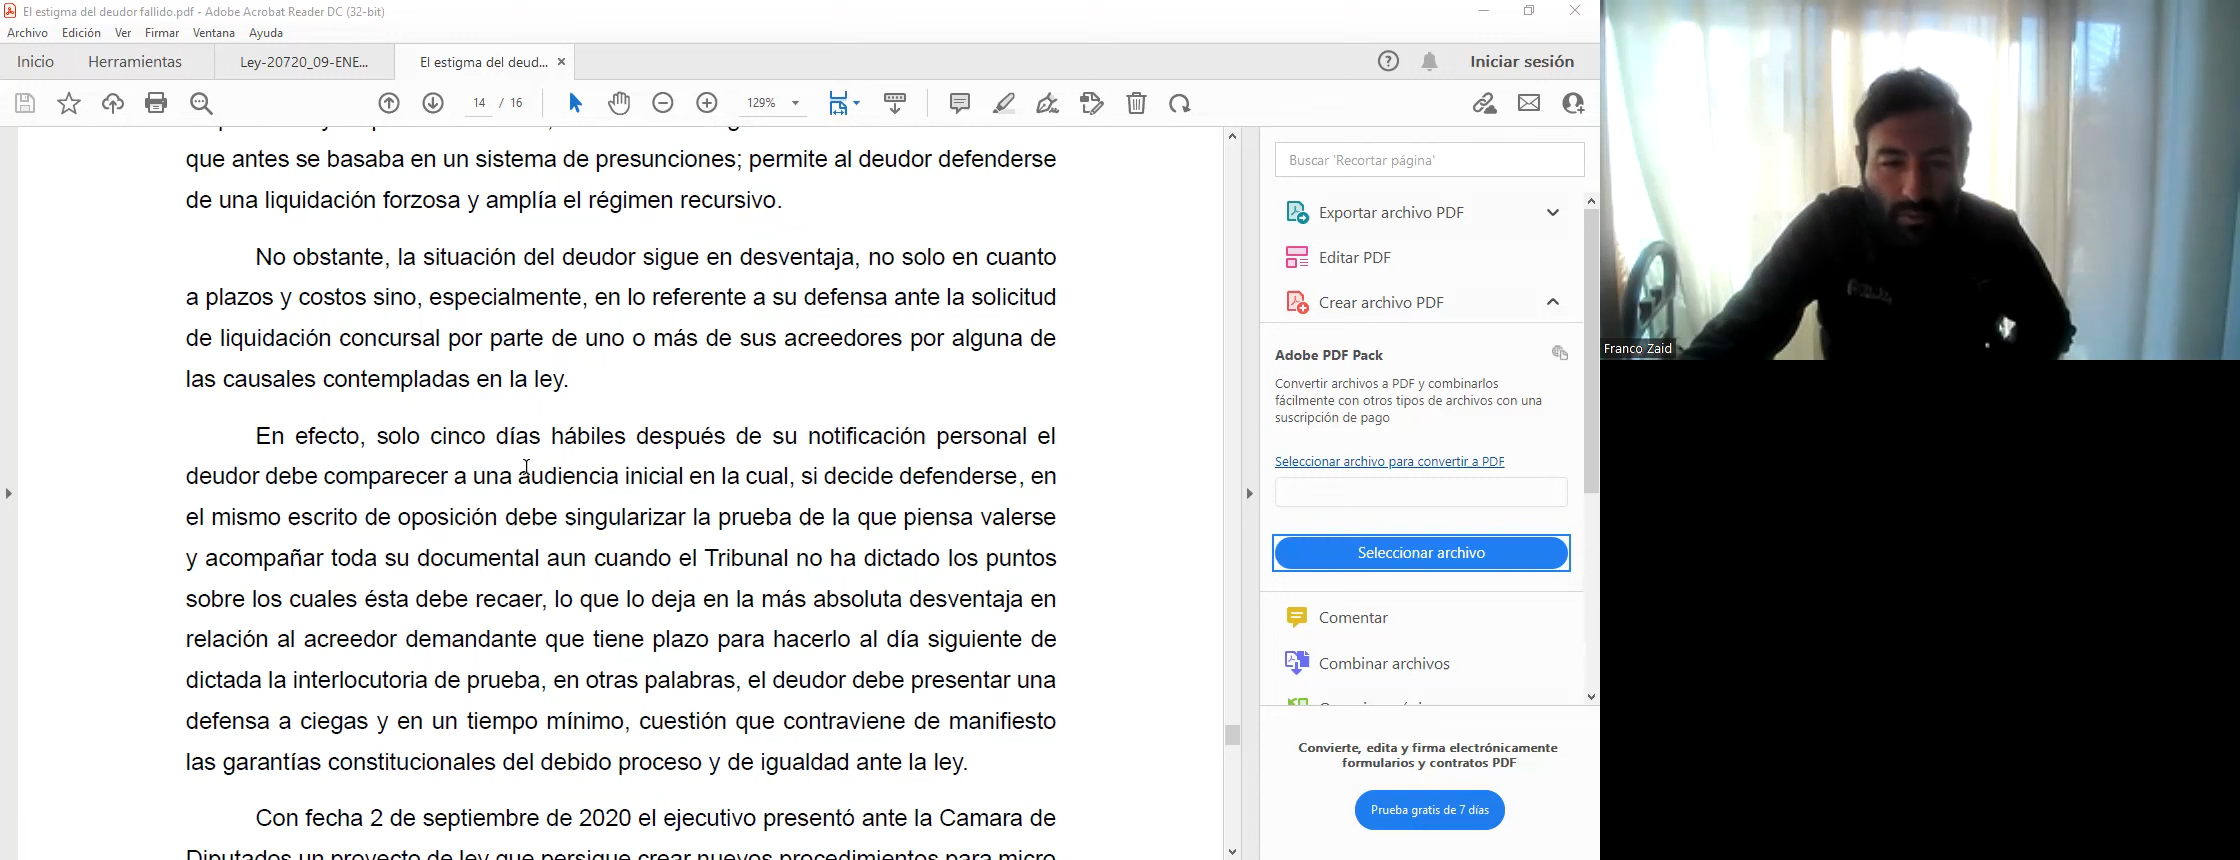 El estigma del deudor fallido.pdf - Adobe Acrobat Reader DC (32-bit)
Archivo Edición Ver Firmar Ventana Ayuda
Inicio Herramientas Ley-20720_09-ENE... El estigma del deud... ×
Iniciar sesión
14 / 16 129%
que antes se basaba en un sistema de presunciones; permite al deudor defenderse
de una liquidación forzosa y amplía el régimen recursivo.
No obstante, la situación del deudor sigue en desventaja, no solo en cuanto
a plazos y costos sino, especialmente, en lo referente a su defensa ante la solicitud
de liquidación concursal por parte de uno o más de sus acreedores por alguna de
las causales contempladas en la ley.
En efecto, solo cinco días hábiles después de su notificación personal el
deudor debe comparecer a una audiencia inicial en la cual, si decide defenderse, en
el mismo escrito de oposición debe singularizar la prueba de la que piensa valerse
y acompañar toda su documental aun cuando el Tribunal no ha dictado los puntos
sobre los cuales ésta debe recaer, lo que lo deja en la más absoluta desventaja en
relación al acreedor demandante que tiene plazo para hacerlo al día siguiente de
dictada la interlocutoria de prueba, en otras palabras, el deudor debe presentar una
defensa a ciegas y en un tiempo mínimo, cuestión que contraviene de manifiesto
las garantías constitucionales del debido proceso y de igualdad ante la ley.
Con fecha 2 de septiembre de 2020 el ejecutivo presentó ante la Camara de
Diputados un proyecto de ley que persigue crear nuevos procedimientos para micro
Buscar 'Recortar página'
Exportar archivo PDF
Editar PDF
Crear archivo PDF
Adobe PDF Pack
Convertir archivos a PDF y combinarlos
fácilmente con otros tipos de archivos con una
suscripción de pago
Seleccionar archivo para convertir a PDF
Seleccionar archivo
Comentar
Combinar archivos
Convierte, edita y firma electrónicamente
formularios y contratos PDF
Prueba gratis de 7 días
Franco Zaid